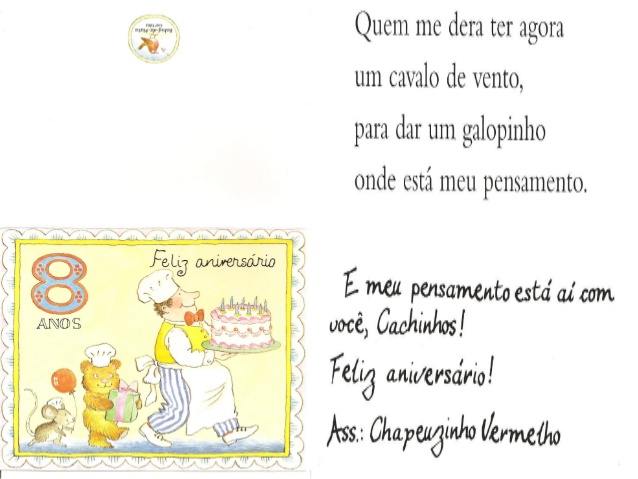 Quem me dera ter agora
um cavalo de vento,
para dar um galopinho
onde está meu pensamento.
8
ANOS
Feliz aniversário
E meu pensamento está aí com
você, Cachinhos!
Feliz aniversário!
Ass.: Chapeuzinho Vermelho